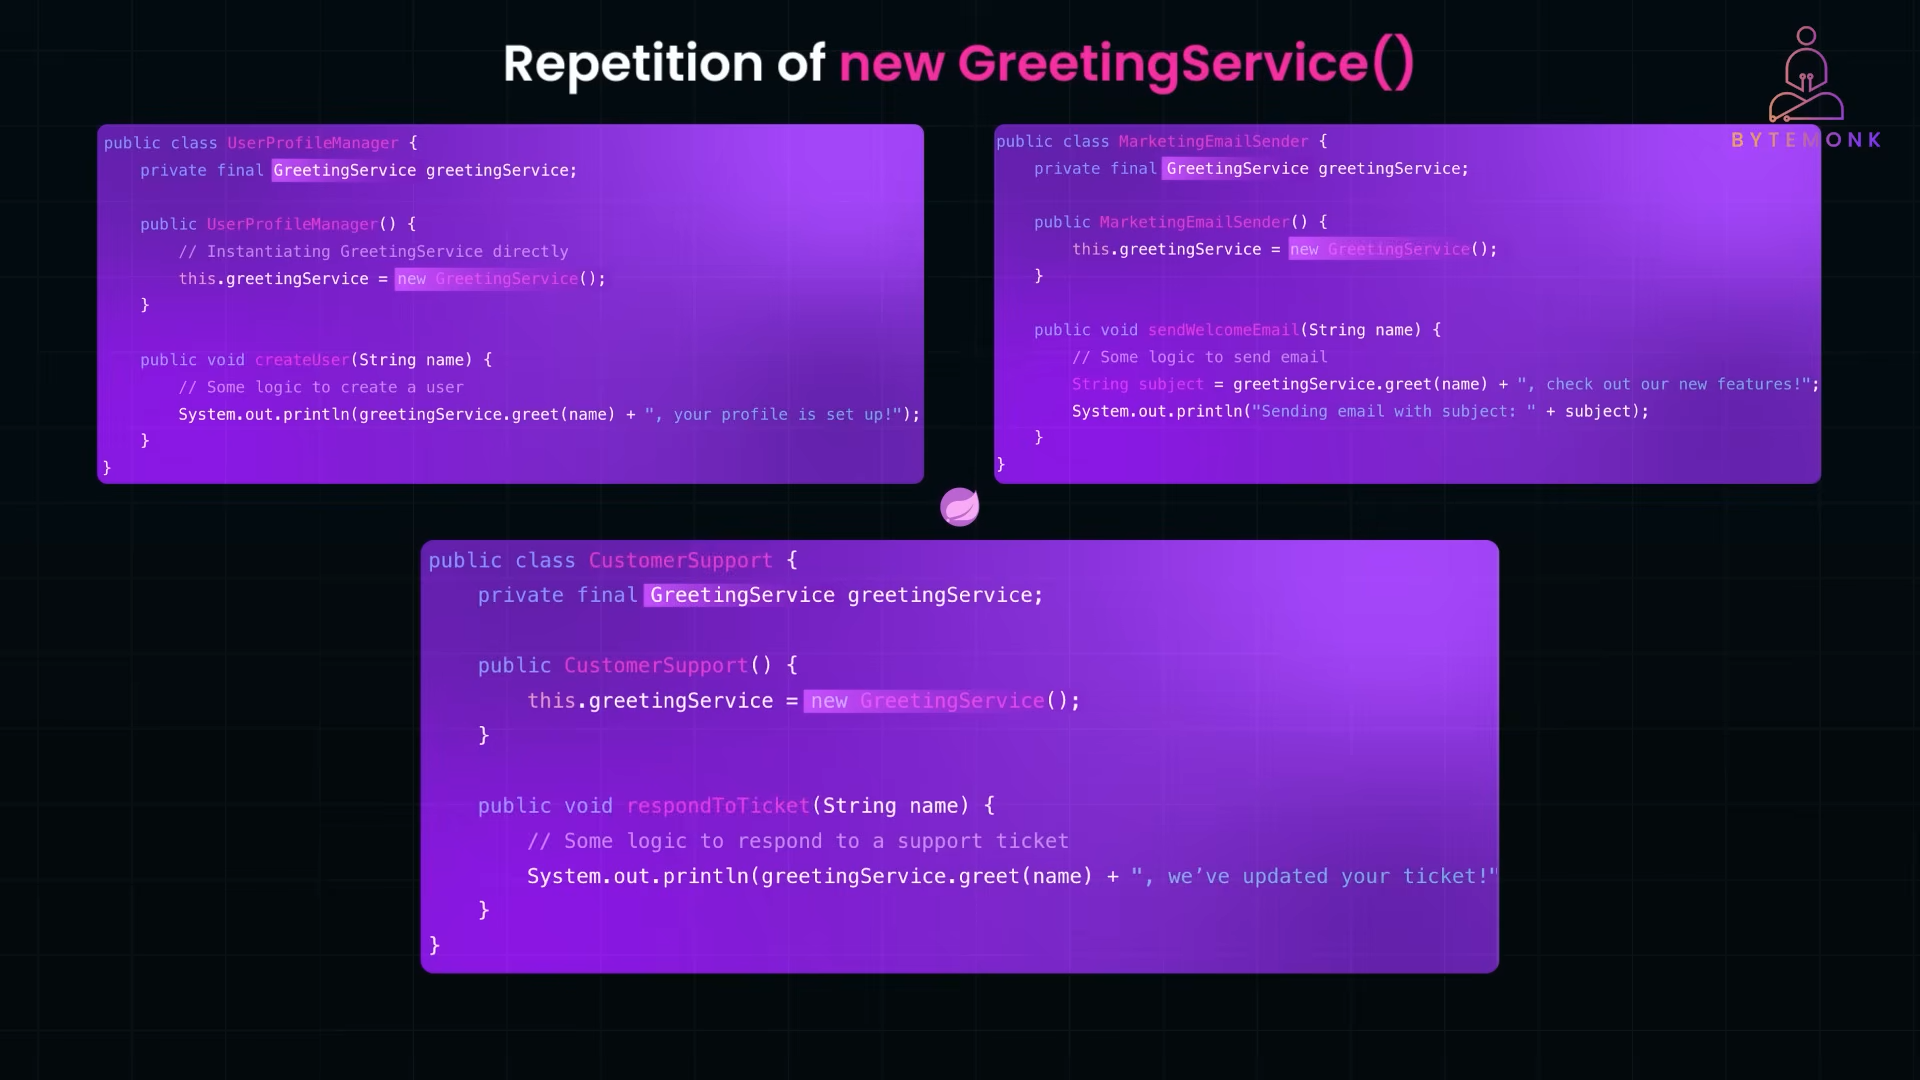 Repetition of new GreetingService()
BYTEMONK
public class UserProfileManager {
    private final GreetingService greetingService;

    public UserProfileManager() {
        // Instantiating GreetingService directly
        this.greetingService = new GreetingService();
    }

    public void createUser(String name) {
        // Some logic to create a user
        System.out.println(greetingService.greet(name) + ", your profile is set up!");
    }
}
public class MarketingEmailSender {
    private final GreetingService greetingService;

    public MarketingEmailSender() {
        this.greetingService = new GreetingService();
    }

    public void sendWelcomeEmail(String name) {
        // Some logic to send email
        String subject = greetingService.greet(name) + ", check out our new features!";
        System.out.println("Sending email with subject: " + subject);
    }
}
public class CustomerSupport {
    private final GreetingService greetingService;

    public CustomerSupport() {
        this.greetingService = new GreetingService();
    }

    public void respondToTicket(String name) {
        // Some logic to respond to a support ticket
        System.out.println(greetingService.greet(name) + ", we’ve updated your ticket!"
    }
}